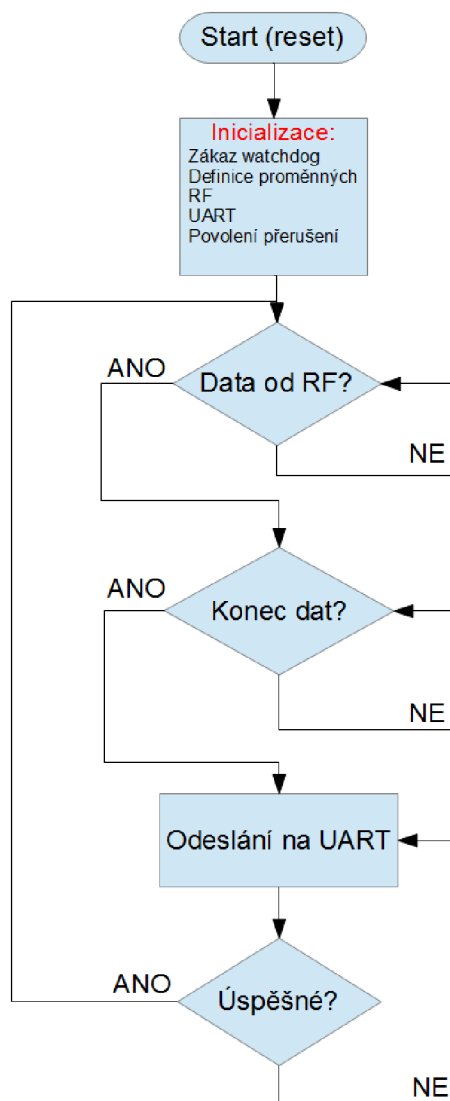 Start (reset)
Inicializace:
Zákaz watchdog
Definice proměnných
RF
UART
Povolení přerušení
ANO
Data od RF?
NE
ANO
Konec dat?
NE
Odeslání na UART
ANO
Úspěšné?
NE